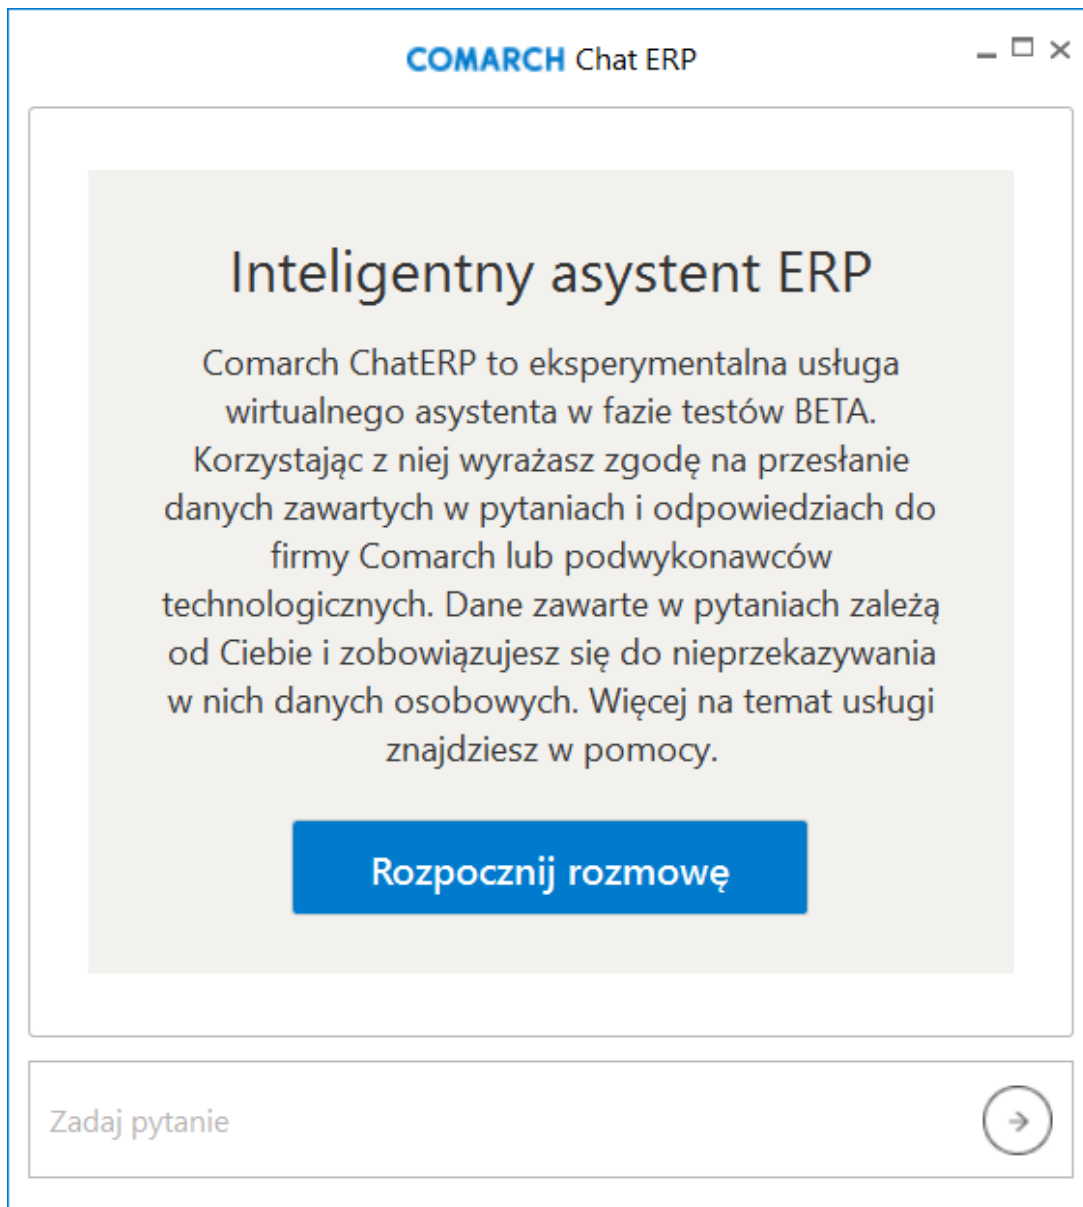 COMARCH Chat ERP
Inteligentny asystent ERP
Comarch ChatERP to eksperymentalna usługa
wirtualnego asystenta w fazie testów BETA.
Korzystając z niej wyrażasz zgodę na przesłanie
danych zawartych w pytaniach i odpowiedziach do
firmy Comarch lub podwykonawców
technologicznych. Dane zawarte w pytaniach zależą
od Ciebie i zobowiązujesz się do nieprzekazywania
w nich danych osobowych. Więcej na temat usługi
znajdziesz w pomocy.
Rozpocznij rozmowę
Zadaj pytanie